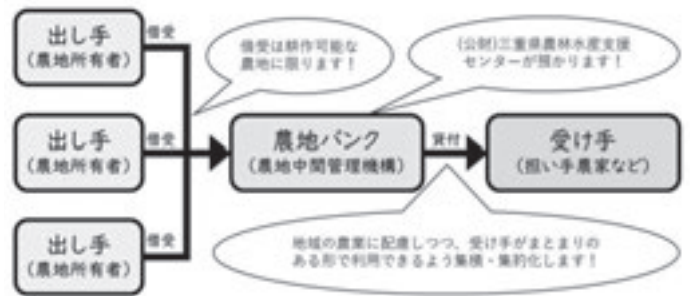 出し手
(農地所有者)
借受
借受は耕作可能な
農地に限ります！
(公財)三重県農林水産支援
センターが預かります！
出し手
(農地所有者)
借受
農地バンク
(農地中間管理機構)
貸付
受け手
(担い手農家など)
出し手
(農地所有者)
借受
地域の農業に配慮しつつ、受け手がまとまりの
ある形で利用できるよう集積・集約化します！